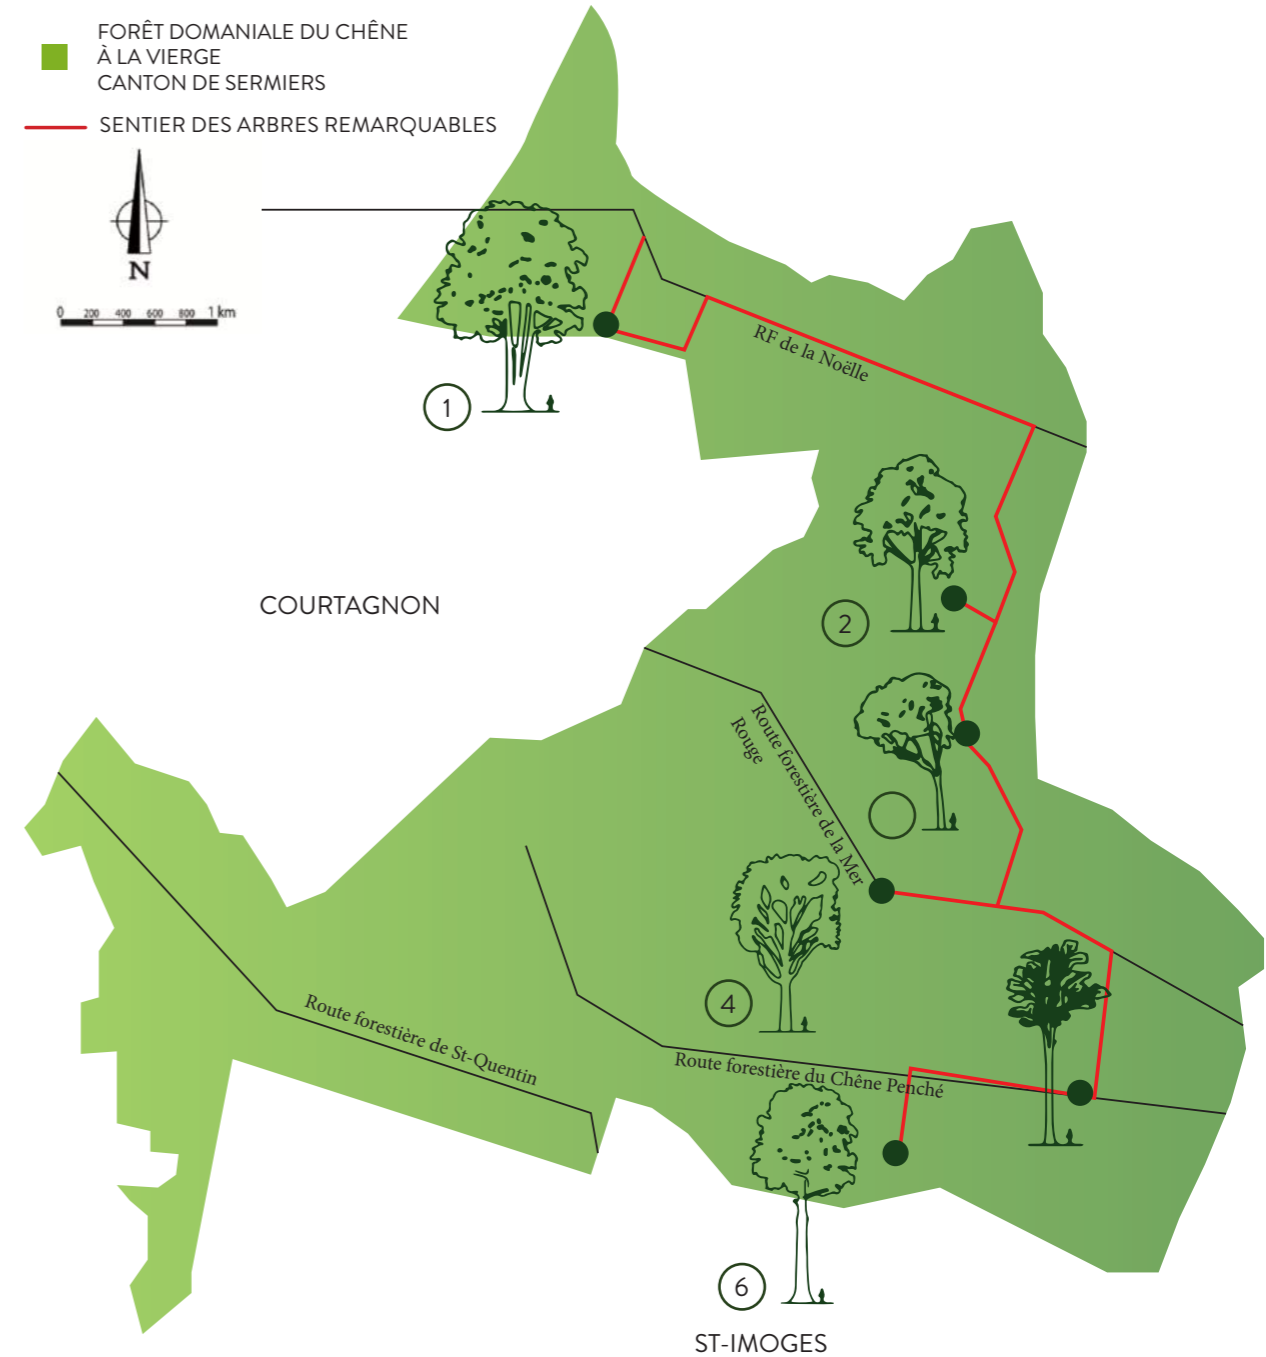 FORÊT DOMANIALE DU CHÊNE
À LA VIERGE
CANTON DE SERMIERS
SENTIER DES ARBRES REMARQUABLES
N
0 200 400 600 800 1 km
RF de la Noëlle
1
2
COURTAGNON
Route forestière de la Mer
Rouge
4
Route forestière de St-Quentin
Route forestière du Chêne Penché
6
ST-IMOGES